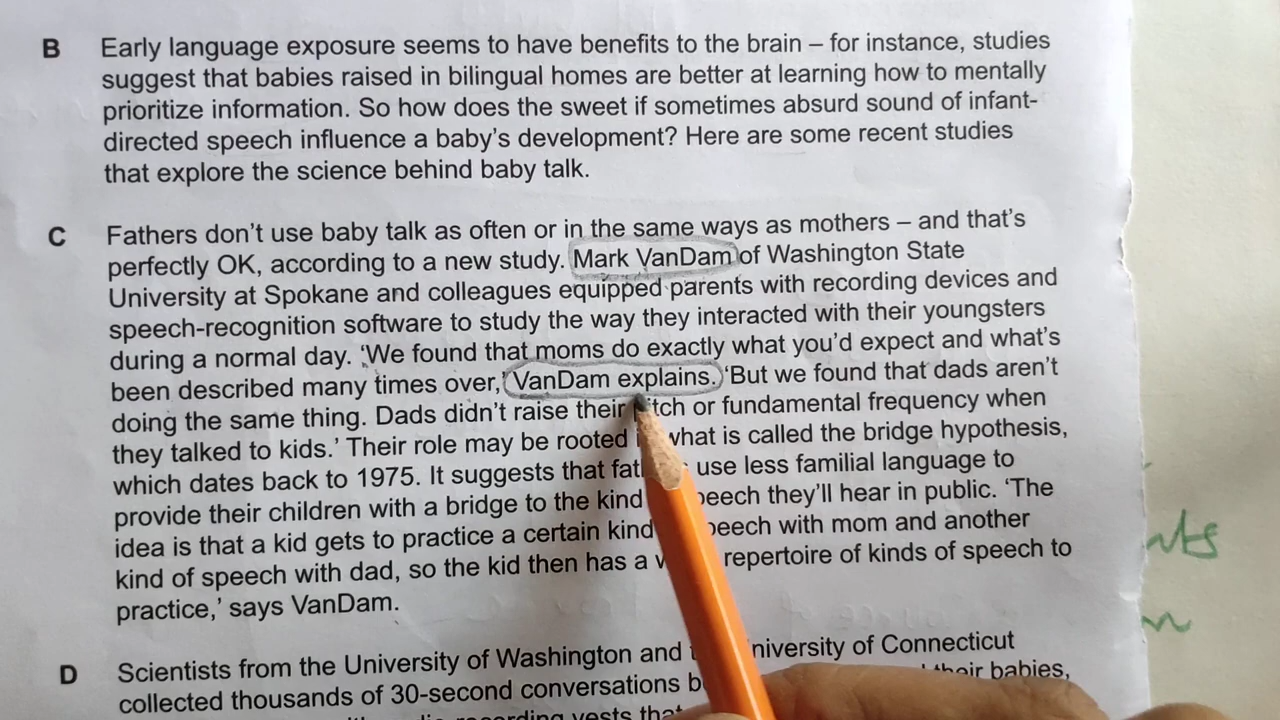 B Early language exposure seems to have benefits to the brain – for instance, studies
suggest that babies raised in bilingual homes are better at learning how to mentally
prioritize information. So how does the sweet if sometimes absurd sound of infant-
directed speech influence a baby's development? Here are some recent studies
that explore the science behind baby talk.
C Fathers don't use baby talk as often or in the same ways as mothers – and that's
perfectly OK, according to a new study. Mark VanDam of Washington State
University at Spokane and colleagues equipped parents with recording devices and
speech-recognition software to study the way they interacted with their youngsters
during a normal day. 'We found that moms do exactly what you'd expect and what's
been described many times over,' VanDam explains. 'But we found that dads aren't
doing the same thing. Dads didn't raise their pitch or fundamental frequency when
they talked to kids.' Their role may be rooted in what is called the bridge hypothesis,
which dates back to 1975. It suggests that fathers use less familial language to
provide their children with a bridge to the kind speech they'll hear in public. 'The
idea is that a kid gets to practice a certain kind speech with mom and another
kind of speech with dad, so the kid then has a repertoire of kinds of speech to
practice,' says VanDam.
D Scientists from the University of Washington and University of Connecticut
collected thousands of 30-second conversations their babies,
recording vests that